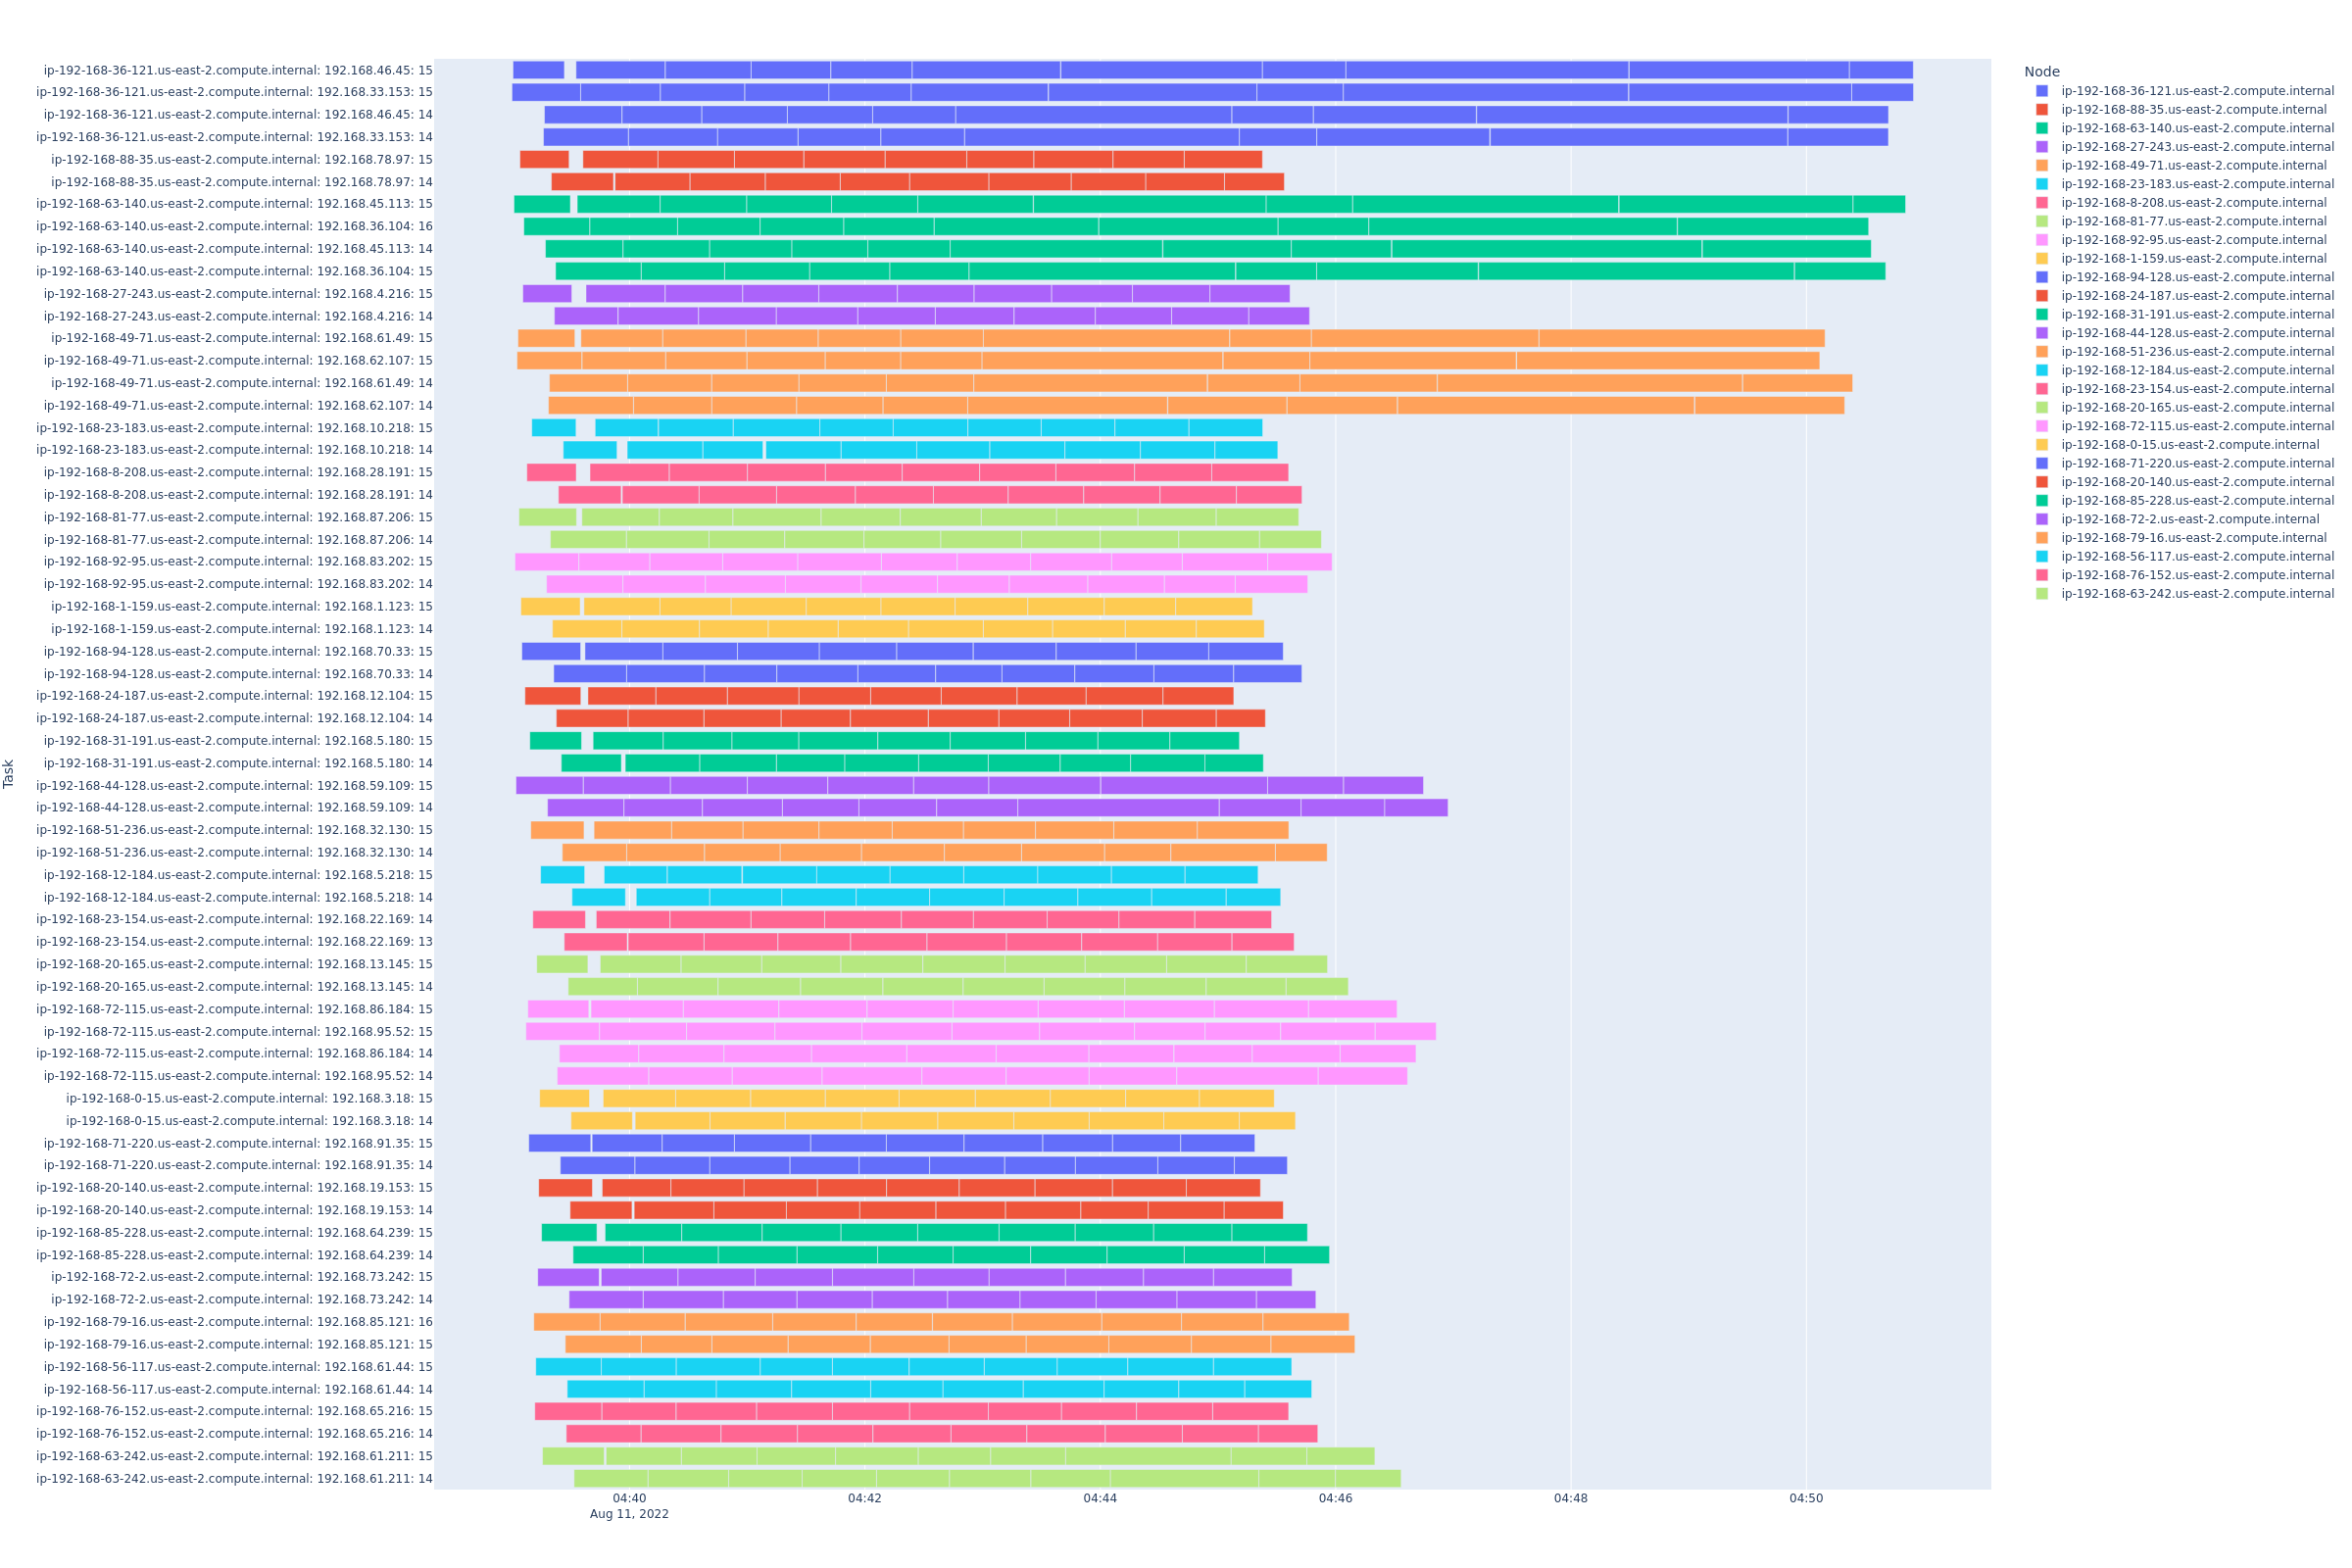 ip-192-168-36-121.us-east-2.compute.internal: 192.168.46.45: 15
ip-192-168-36-121.us-east-2.compute.internal: 192.168.33.153: 15
ip-192-168-36-121.us-east-2.compute.internal: 192.168.46.45: 14
ip-192-168-36-121.us-east-2.compute.internal: 192.168.33.153: 14
ip-192-168-88-35.us-east-2.compute.internal: 192.168.78.97: 15
ip-192-168-88-35.us-east-2.compute.internal: 192.168.78.97: 14
ip-192-168-63-140.us-east-2.compute.internal: 192.168.45.113: 15
ip-192-168-63-140.us-east-2.compute.internal: 192.168.36.104: 16
ip-192-168-63-140.us-east-2.compute.internal: 192.168.45.113: 14
ip-192-168-63-140.us-east-2.compute.internal: 192.168.36.104: 15
ip-192-168-27-243.us-east-2.compute.internal: 192.168.4.216: 15
ip-192-168-27-243.us-east-2.compute.internal: 192.168.4.216: 14
ip-192-168-49-71.us-east-2.compute.internal: 192.168.61.49: 15
ip-192-168-49-71.us-east-2.compute.internal: 192.168.62.107: 15
ip-192-168-49-71.us-east-2.compute.internal: 192.168.61.49: 14
ip-192-168-49-71.us-east-2.compute.internal: 192.168.62.107: 14
ip-192-168-23-183.us-east-2.compute.internal: 192.168.10.218: 15
ip-192-168-23-183.us-east-2.compute.internal: 192.168.10.218: 14
ip-192-168-8-208.us-east-2.compute.internal: 192.168.28.191: 15
ip-192-168-8-208.us-east-2.compute.internal: 192.168.28.191: 14
ip-192-168-81-77.us-east-2.compute.internal: 192.168.87.206: 15
ip-192-168-81-77.us-east-2.compute.internal: 192.168.87.206: 14
ip-192-168-92-95.us-east-2.compute.internal: 192.168.83.202: 15
ip-192-168-92-95.us-east-2.compute.internal: 192.168.83.202: 14
ip-192-168-1-159.us-east-2.compute.internal: 192.168.1.123: 15
ip-192-168-1-159.us-east-2.compute.internal: 192.168.1.123: 14
ip-192-168-94-128.us-east-2.compute.internal: 192.168.70.33: 15
ip-192-168-94-128.us-east-2.compute.internal: 192.168.70.33: 14
ip-192-168-24-187.us-east-2.compute.internal: 192.168.12.104: 15
ip-192-168-24-187.us-east-2.compute.internal: 192.168.12.104: 14
ip-192-168-31-191.us-east-2.compute.internal: 192.168.5.180: 15
ip-192-168-31-191.us-east-2.compute.internal: 192.168.5.180: 14
ip-192-168-44-128.us-east-2.compute.internal: 192.168.59.109: 15
ip-192-168-44-128.us-east-2.compute.internal: 192.168.59.109: 14
ip-192-168-51-236.us-east-2.compute.internal: 192.168.32.130: 15
ip-192-168-51-236.us-east-2.compute.internal: 192.168.32.130: 14
ip-192-168-12-184.us-east-2.compute.internal: 192.168.5.218: 15
ip-192-168-12-184.us-east-2.compute.internal: 192.168.5.218: 14
ip-192-168-23-154.us-east-2.compute.internal: 192.168.22.169: 14
ip-192-168-23-154.us-east-2.compute.internal: 192.168.22.169: 13
ip-192-168-20-165.us-east-2.compute.internal: 192.168.13.145: 15
ip-192-168-20-165.us-east-2.compute.internal: 192.168.13.145: 14
ip-192-168-72-115.us-east-2.compute.internal: 192.168.86.184: 15
ip-192-168-72-115.us-east-2.compute.internal: 192.168.95.52: 15
ip-192-168-72-115.us-east-2.compute.internal: 192.168.86.184: 14
ip-192-168-72-115.us-east-2.compute.internal: 192.168.95.52: 14
ip-192-168-0-15.us-east-2.compute.internal: 192.168.3.18: 15
ip-192-168-0-15.us-east-2.compute.internal: 192.168.3.18: 14
ip-192-168-71-220.us-east-2.compute.internal: 192.168.91.35: 15
ip-192-168-71-220.us-east-2.compute.internal: 192.168.91.35: 14
ip-192-168-20-140.us-east-2.compute.internal: 192.168.19.153: 15
ip-192-168-20-140.us-east-2.compute.internal: 192.168.19.153: 14
ip-192-168-85-228.us-east-2.compute.internal: 192.168.64.239: 15
ip-192-168-85-228.us-east-2.compute.internal: 192.168.64.239: 14
ip-192-168-72-2.us-east-2.compute.internal: 192.168.73.242: 15
ip-192-168-72-2.us-east-2.compute.internal: 192.168.73.242: 14
ip-192-168-79-16.us-east-2.compute.internal: 192.168.85.121: 16
ip-192-168-79-16.us-east-2.compute.internal: 192.168.85.121: 15
ip-192-168-56-117.us-east-2.compute.internal: 192.168.61.44: 15
ip-192-168-56-117.us-east-2.compute.internal: 192.168.61.44: 14
ip-192-168-76-152.us-east-2.compute.internal: 192.168.65.216: 15
ip-192-168-76-152.us-east-2.compute.internal: 192.168.65.216: 14
ip-192-168-63-242.us-east-2.compute.internal: 192.168.61.211: 15
ip-192-168-63-242.us-east-2.compute.internal: 192.168.61.211: 14
Task
04:40
04:42
04:44
04:46
04:48
04:50
Aug 11, 2022
Node
ip-192-168-36-121.us-east-2.compute.internal
ip-192-168-88-35.us-east-2.compute.internal
ip-192-168-63-140.us-east-2.compute.internal
ip-192-168-27-243.us-east-2.compute.internal
ip-192-168-49-71.us-east-2.compute.internal
ip-192-168-23-183.us-east-2.compute.internal
ip-192-168-8-208.us-east-2.compute.internal
ip-192-168-81-77.us-east-2.compute.internal
ip-192-168-92-95.us-east-2.compute.internal
ip-192-168-1-159.us-east-2.compute.internal
ip-192-168-94-128.us-east-2.compute.internal
ip-192-168-24-187.us-east-2.compute.internal
ip-192-168-31-191.us-east-2.compute.internal
ip-192-168-44-128.us-east-2.compute.internal
ip-192-168-51-236.us-east-2.compute.internal
ip-192-168-12-184.us-east-2.compute.internal
ip-192-168-23-154.us-east-2.compute.internal
ip-192-168-20-165.us-east-2.compute.internal
ip-192-168-72-115.us-east-2.compute.internal
ip-192-168-0-15.us-east-2.compute.internal
ip-192-168-71-220.us-east-2.compute.internal
ip-192-168-20-140.us-east-2.compute.internal
ip-192-168-85-228.us-east-2.compute.internal
ip-192-168-72-2.us-east-2.compute.internal
ip-192-168-79-16.us-east-2.compute.internal
ip-192-168-56-117.us-east-2.compute.internal
ip-192-168-76-152.us-east-2.compute.internal
ip-192-168-63-242.us-east-2.compute.internal